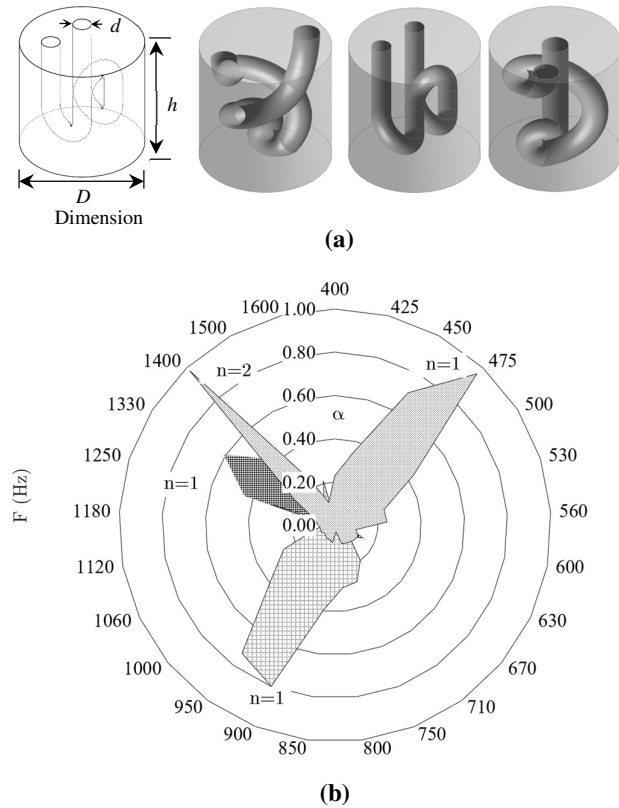 d
h
D
Dimension
(a)
400
1600 1.00 425
1500 450
0.80 n=1
1400 475
n=2
1330 0.60 500
α
1250 0.40 530
n=1 0.20
1180 0.00 560
F (Hz)
1120 600
1060 630
1000 670
950 n=1 710
900 750
850 800
(b)